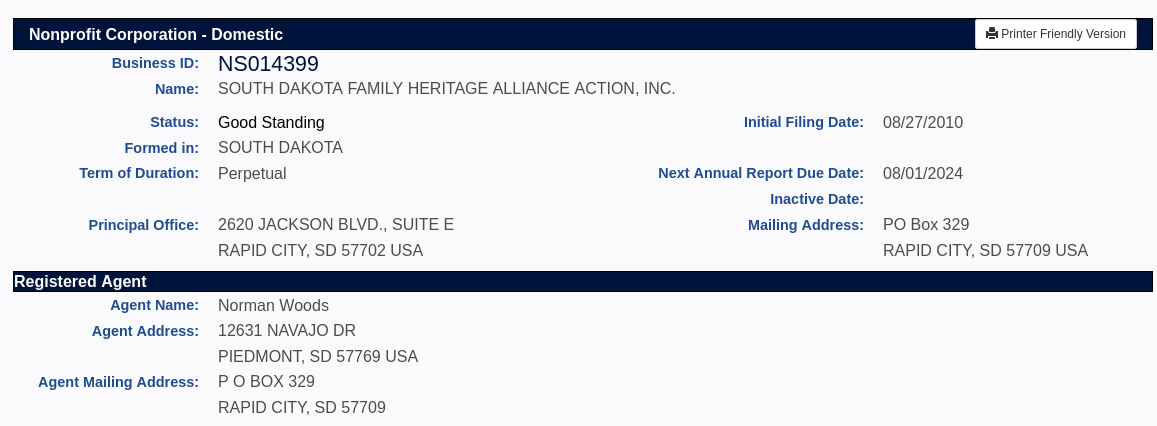 Nonprofit Corporation - Domestic Printer Friendly Version
Business ID: NS014399
Name: SOUTH DAKOTA FAMILY HERITAGE ALLIANCE ACTION, INC.
Status: Good Standing Initial Filing Date: 08/27/2010
Formed in: SOUTH DAKOTA
Term of Duration: Perpetual Next Annual Report Due Date: 08/01/2024
Inactive Date:
Principal Office: 2620 JACKSON BLVD., SUITE E Mailing Address: PO Box 329
RAPID CITY, SD 57702 USA RAPID CITY, SD 57709 USA
Registered Agent
Agent Name: Norman Woods
Agent Address: 12631 NAVAJO DR
PIEDMONT, SD 57769 USA
Agent Mailing Address: P O BOX 329
RAPID CITY, SD 57709